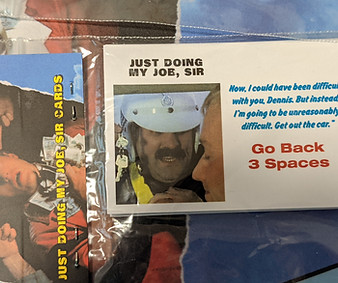 JUST DOING
MY JOB, SIR
Now, I could have been difficult
with you, Dennis. But instead
I'm going to be unreasonably
difficult. Get out the car."
Go Back
3 Spaces
JUST DOING MY JOB, SIR CARDS